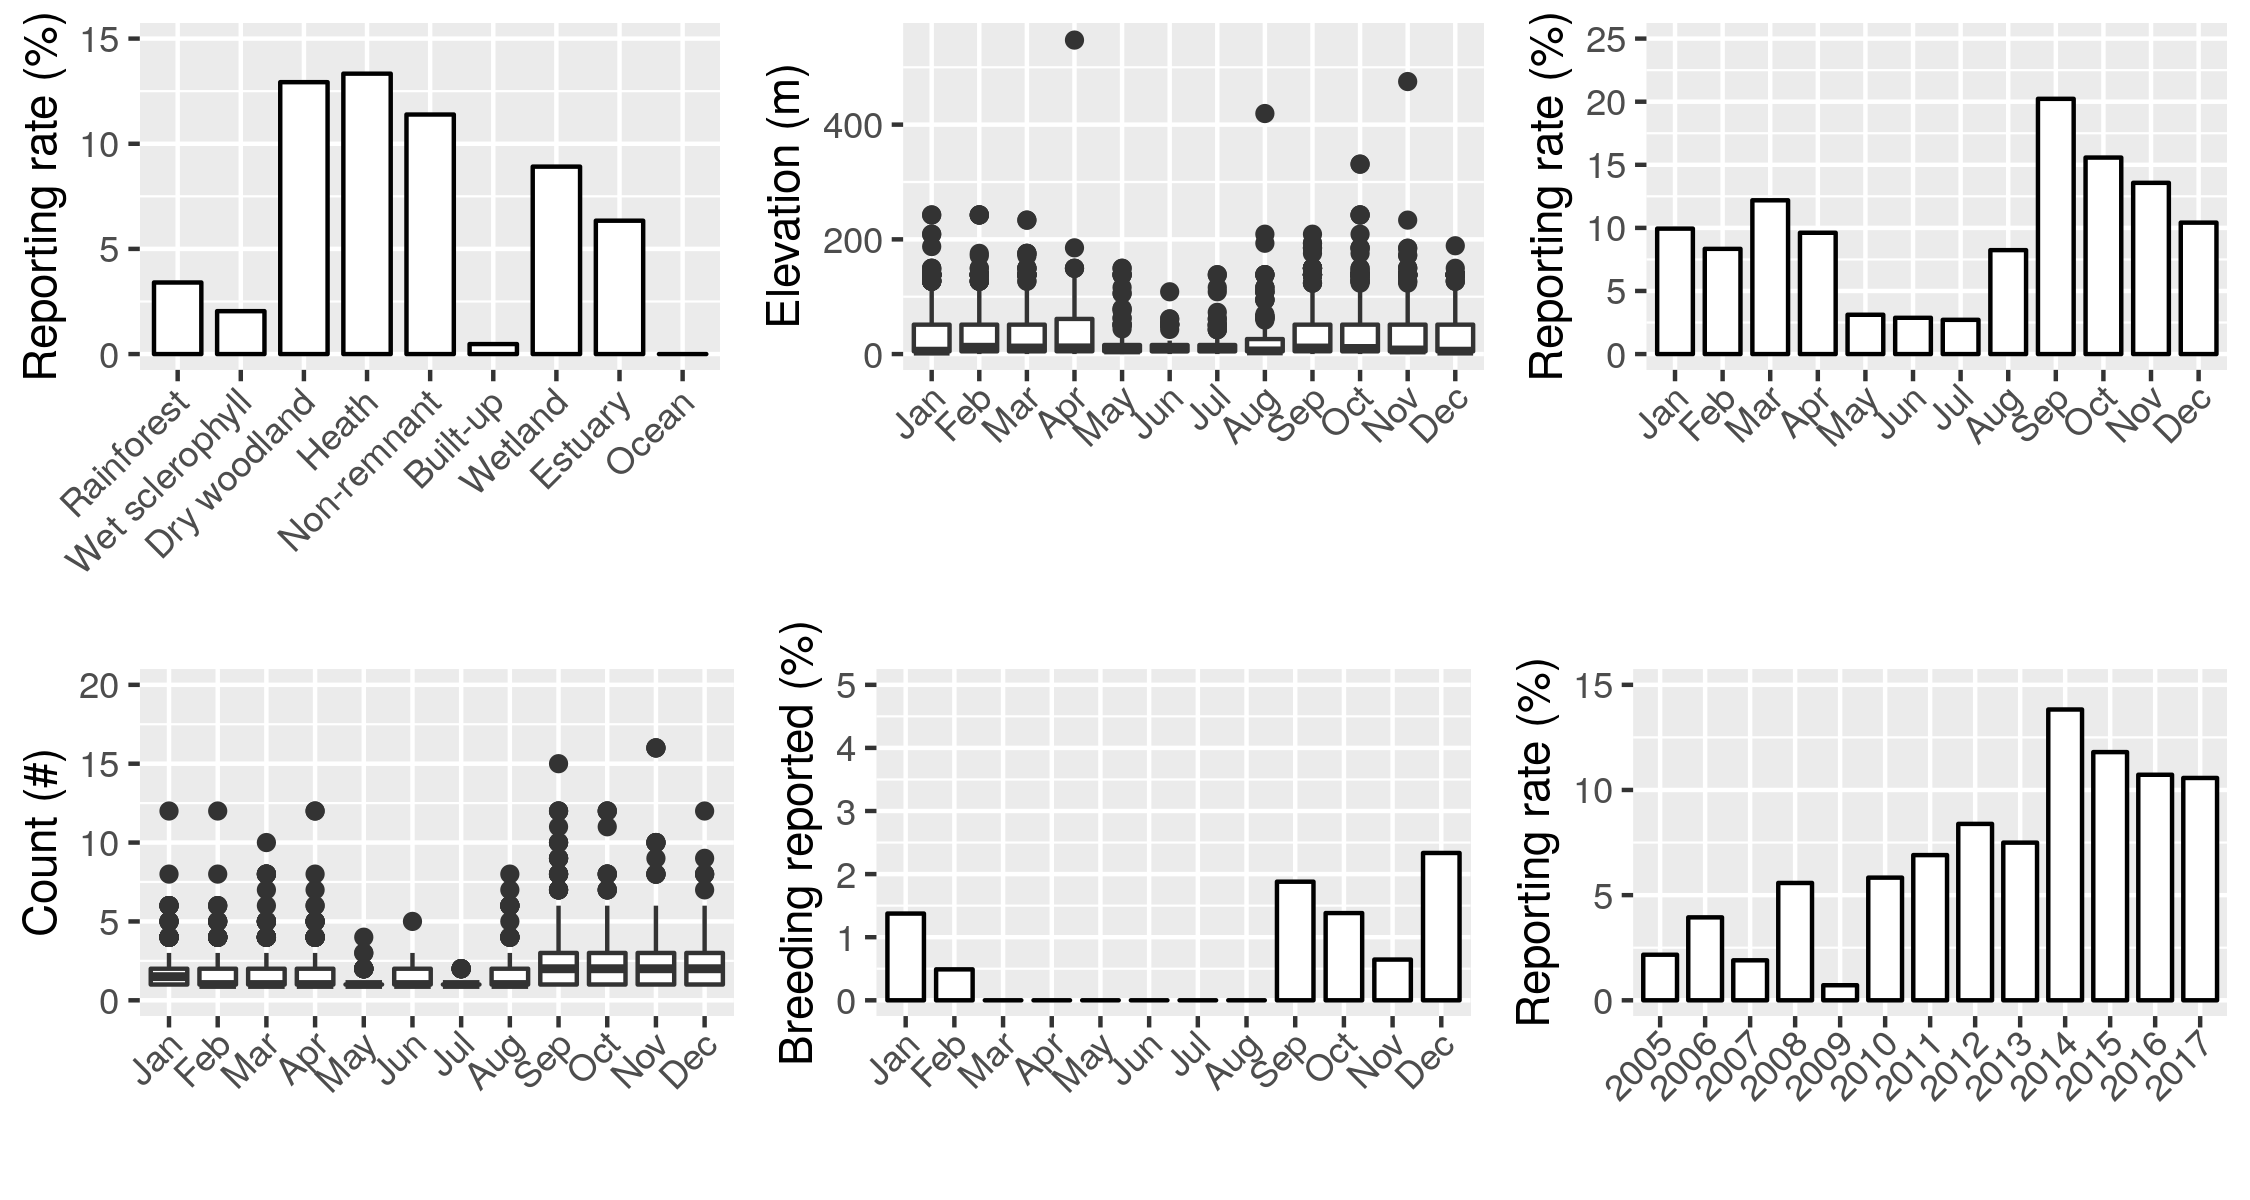 Reporting rate (%)
15
10
5
0
Rainforest
Wet sclerophyll
Dry woodland
Heath
Non-remnant
Built-up
Wetland
Estuary
Ocean
Elevation (m)
400
200
0
Jan
Feb
Mar
Apr
May
Jun
Jul
Aug
Sep
Oct
Nov
Dec
Reporting rate (%)
25
20
15
10
5
0
Jan
Feb
Mar
Apr
May
Jun
Jul
Aug
Sep
Oct
Nov
Dec
Count (#)
20
15
10
5
0
Jan
Feb
Mar
Apr
May
Jun
Jul
Aug
Sep
Oct
Nov
Dec
Breeding reported (%)
5
4
3
2
1
0
Jan
Feb
Mar
Apr
May
Jun
Jul
Aug
Sep
Oct
Nov
Dec
Reporting rate (%)
15
10
5
0
2005
2006
2007
2008
2009
2010
2011
2012
2013
2014
2015
2016
2017